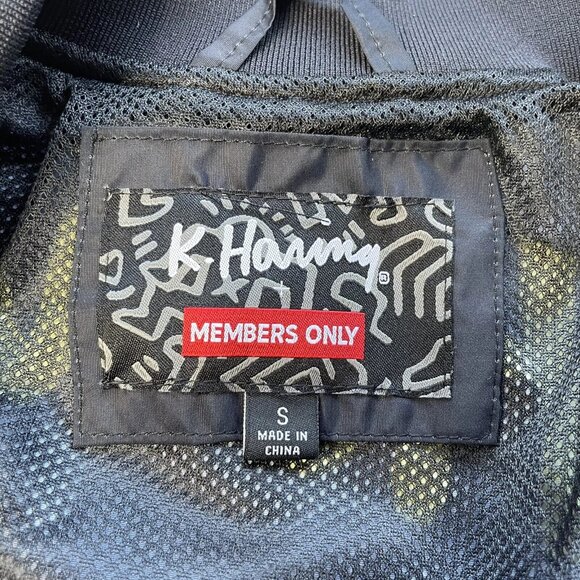 K. Haring®
+
MEMBERS ONLY
S
MADE IN
CHINA